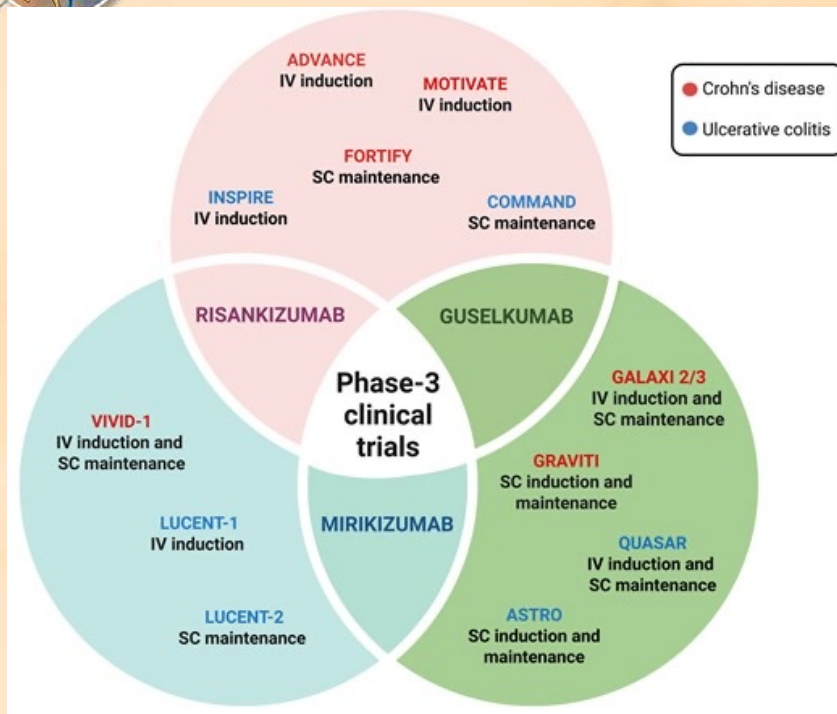 ADVANCE
IV induction
MOTIVATE
IV induction
FORTIFY
SC maintenance
INSPIRE
IV induction
COMMAND
SC maintenance
Crohn's disease
Ulcerative colitis
RISANKIZUMAB
GUSELKUMAB
Phase-3
clinical
trials
MIRIKIZUMAB
VIVID-1
IV induction and
SC maintenance
LUCENT-1
IV induction
LUCENT-2
SC maintenance
GALAXI 2/3
IV induction and
SC maintenance
GRAVITI
SC induction and
maintenance
QUASAR
IV induction and
SC maintenance
ASTRO
SC induction and
maintenance